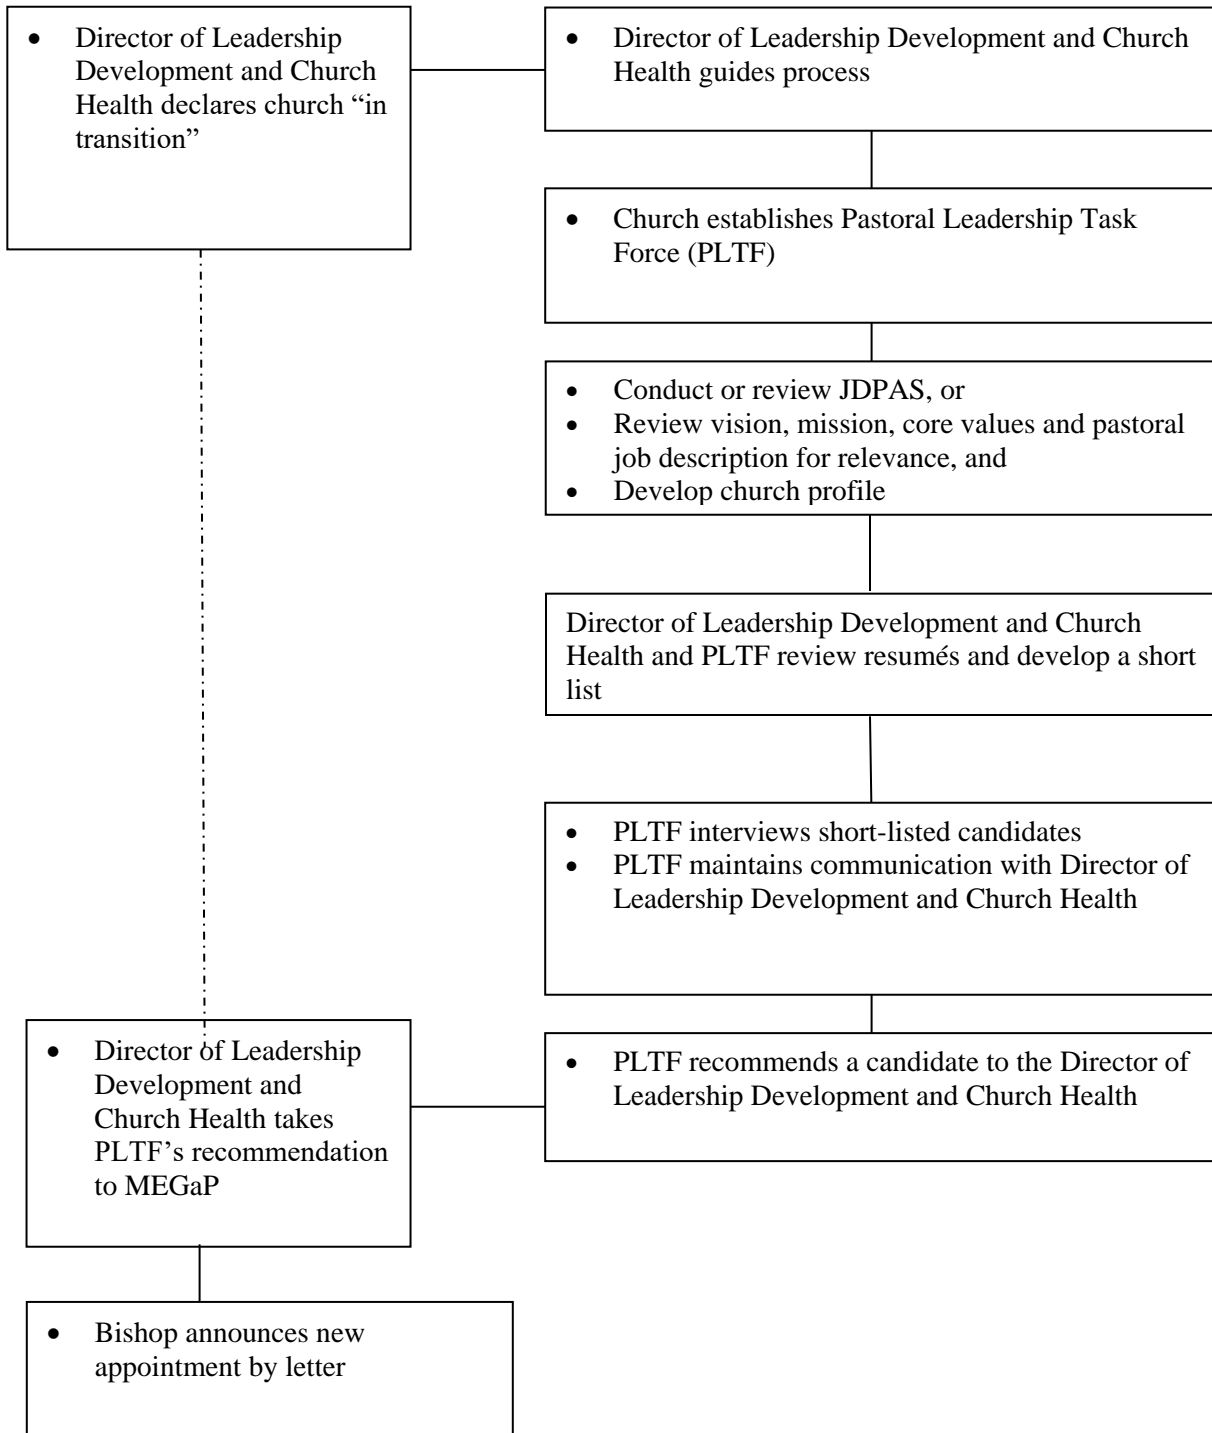 • Director of Leadership
Development and Church
Health declares church “in
transition”
• Director of Leadership Development and Church
Health guides process
• Church establishes Pastoral Leadership Task
Force (PLTF)
• Conduct or review JDPAS, or
• Review vision, mission, core values and pastoral
job description for relevance, and
• Develop church profile
Director of Leadership Development and Church
Health and PLTF review resumés and develop a short
list
• PLTF interviews short-listed candidates
• PLTF maintains communication with Director of
Leadership Development and Church Health
• PLTF recommends a candidate to the Director of
Leadership Development and Church Health
• Director of Leadership
Development and
Church Health takes
PLTF’s recommendation
to MEGaP
• Bishop announces new
appointment by letter